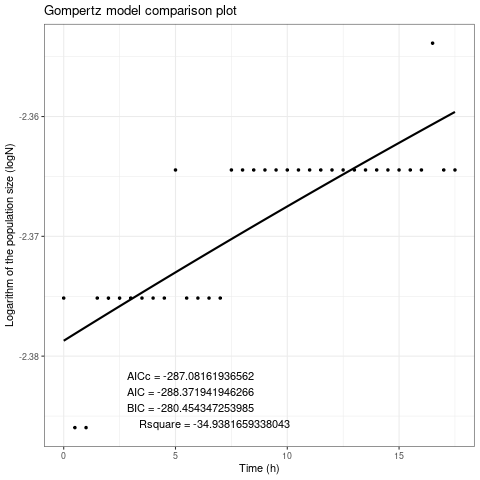 Gompertz model comparison plot
Logarithm of the population size (logN)
-2.36
-2.37
-2.38
AICc = -287.08161936562
AIC = -288.371941946266
BIC = -280.454347253985
Rsquare = -34.9381659338043
0 5 10 15
Time (h)